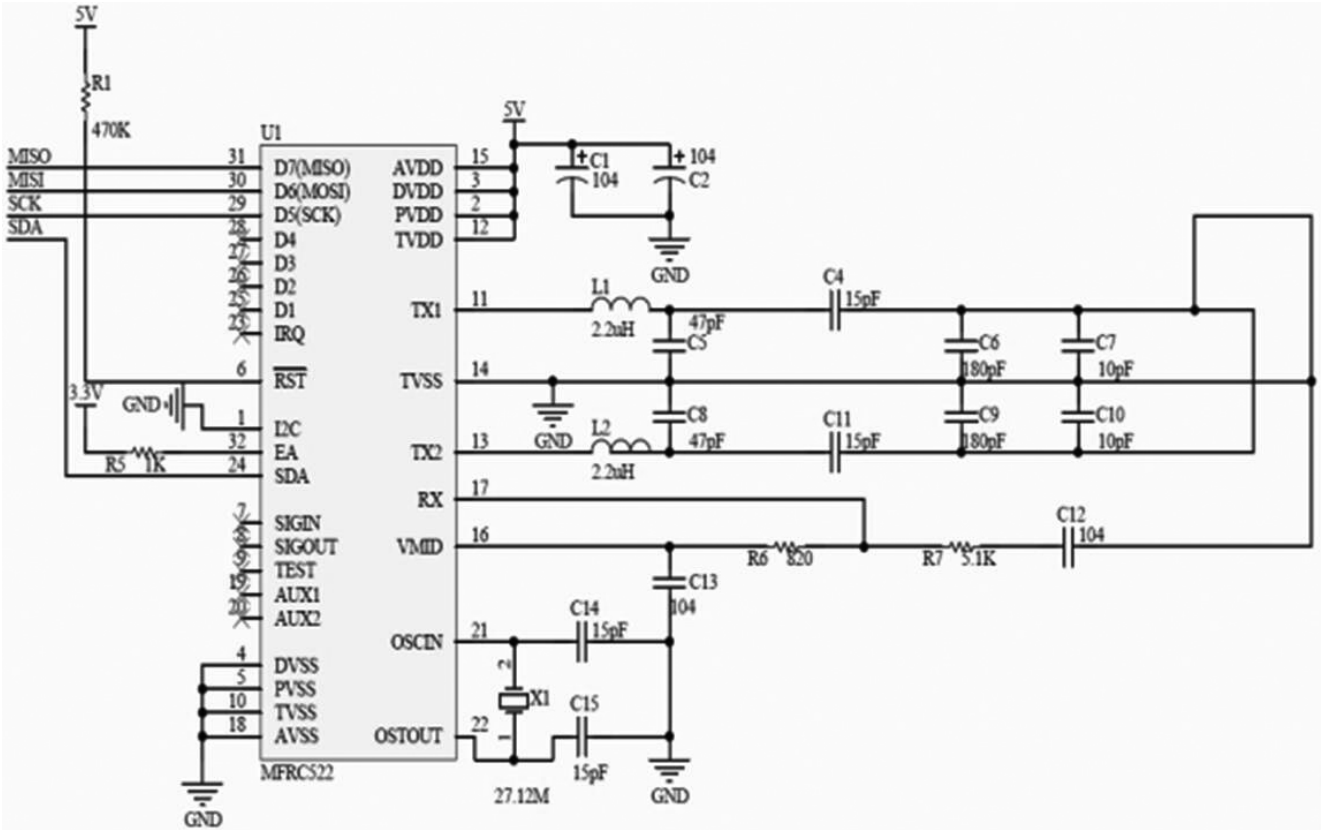 5V
R1
470K
MISO
MISI
SCK
SDA
3.3V
GND
R5 1K
U1
31 D7(MISO)
30 D6(MOSI)
29 D5(SCK)
28 D4
27 D3
26 D2
25 D1
23 IRQ
6 RST
1 I2C
32 EA
24 SDA
7 SIGIN
8 SIGOUT
9 TEST
19 AUX1
20 AUX2
4 DVSS
5 PVSS
10 TVSS
18 AVSS
GND
MFRC522
AVDD 15
DVDD 3
PVDD 2
TVDD 12
TX1 11
TVSS 14
TX2 13
RX 17
VMID 16
OSCIN 21
OSTOUT 22
5V
+ C1
104
+ 104
C2
GND
L1
2.2uH
47pF
C5
C4
15pF
C6
180pF
C7
10pF
GND
L2
2.2uH
C8
47pF
C11
15pF
C9
180pF
C10
10pF
R6 820
R7 5.1K
C12
104
C13
104
C14
15pF
2
X1
1
C15
15pF
27.12M
GND